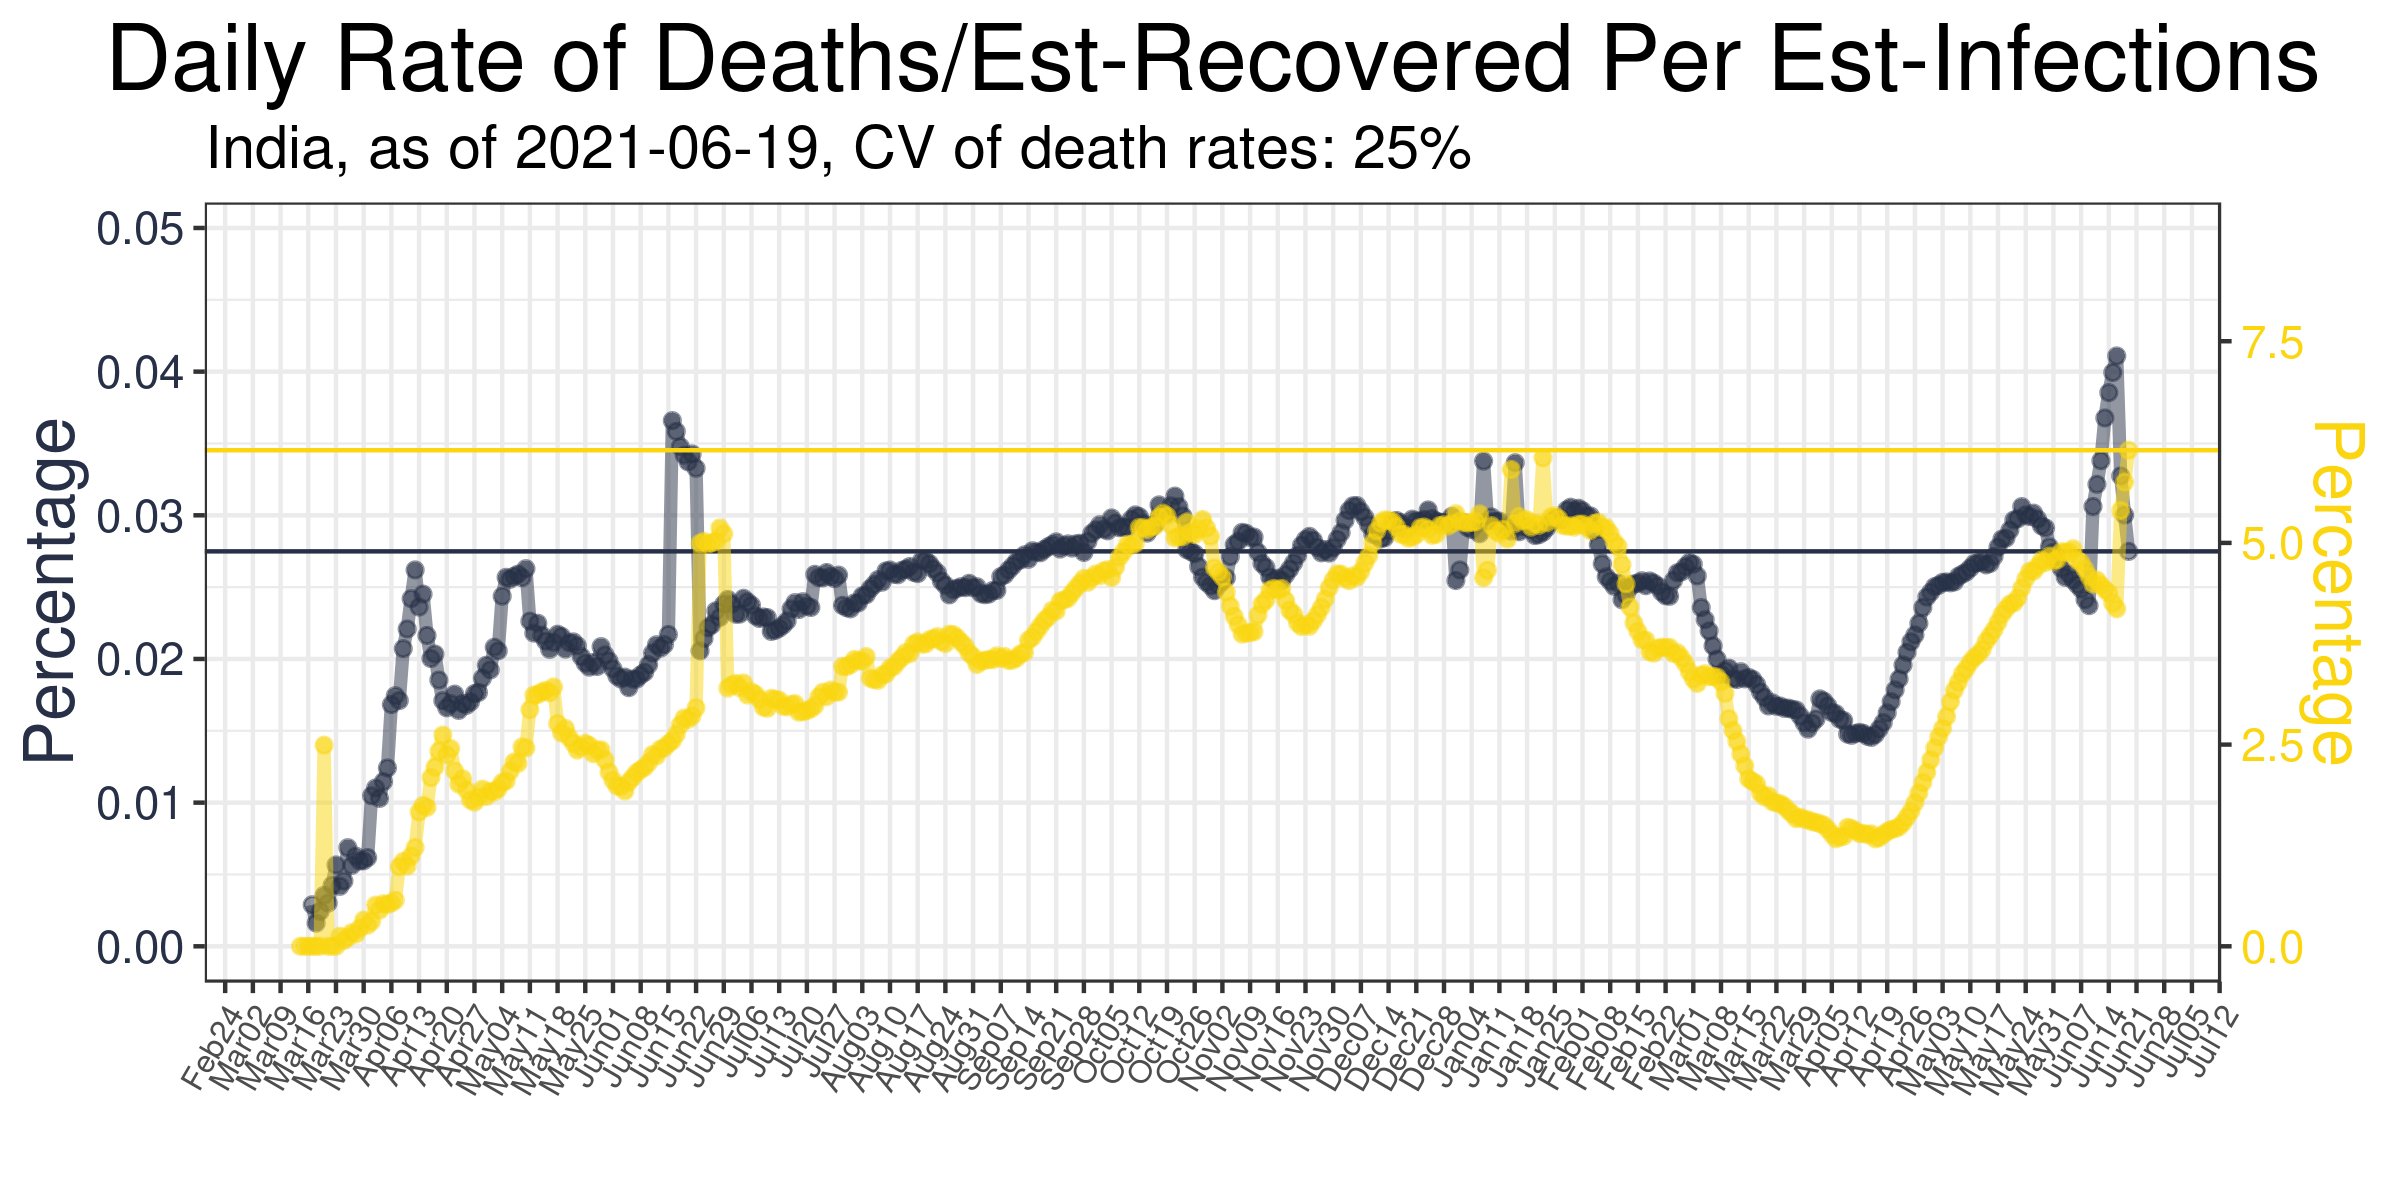 Daily Rate of Deaths/Est-Recovered Per Est-Infections
India, as of 2021-06-19, CV of death rates: 25%
Percentage
0.05
0.04
0.03
0.02
0.01
0.00
7.5
5.0
2.5
0.0
Percentage
Feb24
Mar02
Mar09
Mar16
Mar23
Mar30
Apr06
Apr13
Apr20
Apr27
May04
May11
May18
May25
Jun01
Jun08
Jun15
Jun22
Jun29
Jul06
Jul13
Jul20
Jul27
Aug03
Aug10
Aug17
Aug24
Aug31
Sep07
Sep14
Sep21
Sep28
Oct05
Oct12
Oct19
Oct26
Nov02
Nov09
Nov16
Nov23
Nov30
Dec07
Dec14
Dec21
Dec28
Jan04
Jan11
Jan18
Jan25
Feb01
Feb08
Feb15
Feb22
Mar01
Mar08
Mar15
Mar22
Mar29
Apr05
Apr12
Apr19
Apr26
May03
May10
May17
May24
May31
Jun07
Jun14
Jun21
Jun28
Jul05
Jul12